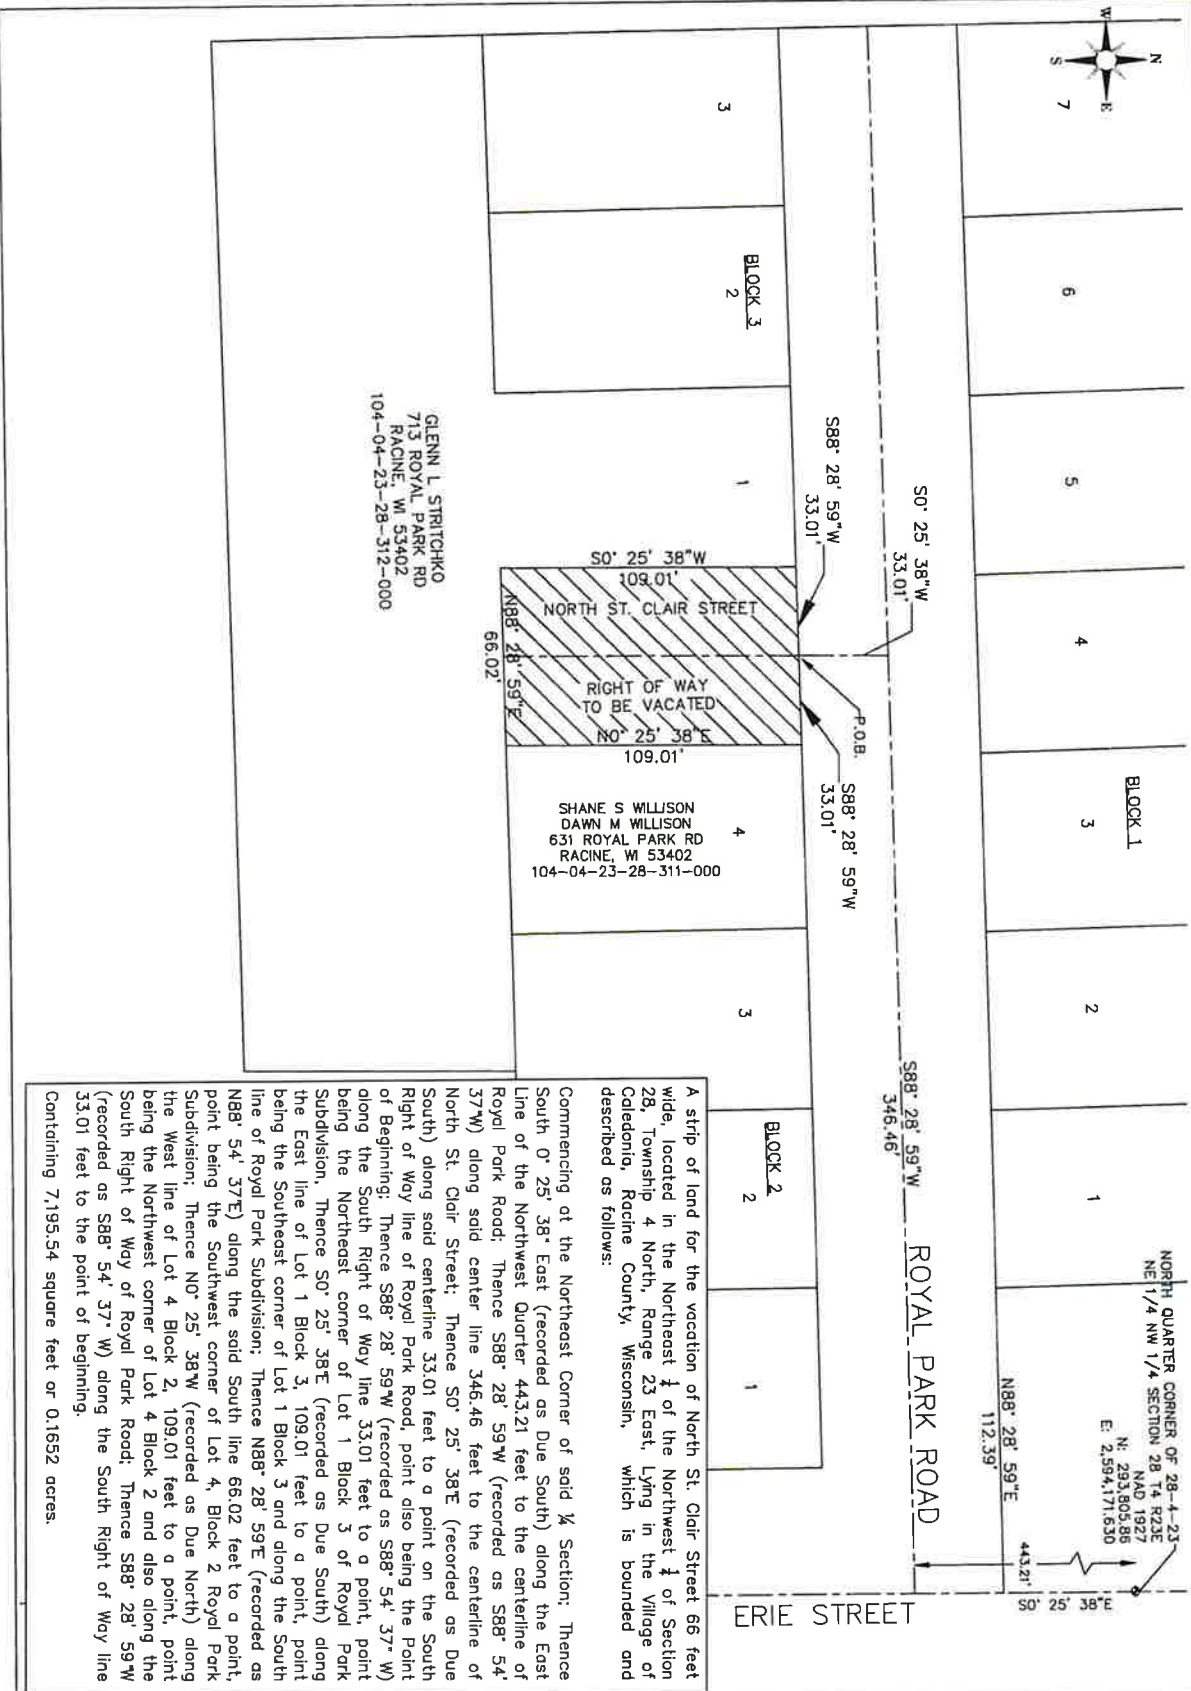 N
W
E
S
7
6
5
4
BLOCK 1
3
2
1
NORTH QUARTER CORNER OF 28-4-23
NE 1/4 NW 1/4 SECTION 28 T4 R23E
NAD 1927
N: 293,805.86
E: 2,594,171.630
443.21'
S0° 25' 38"E
N88° 28' 59"E
112.39'
ROYAL PARK ROAD
S88° 28' 59"W
346.46'
ERIE STREET
S0° 25' 38"W
33.01'
S88° 28' 59"W
33.01'
P.O.B.
S88° 28' 59"W
33.01'
3
BLOCK 3
2
1
S0° 25' 38"W
109.01'
NORTH ST. CLAIR STREET
RIGHT OF WAY
TO BE VACATED
N0° 25' 38"E
109.01'
N88° 28' 59"E
66.02'
4
SHANE S WILLISON
DAWN M WILLISON
631 ROYAL PARK RD
RACINE, WI 53402
104-04-23-28-311-000
3
BLOCK 2
2
1
GLENN L STRITCHKO
713 ROYAL PARK RD
RACINE, WI 53402
104-04-23-28-312-000
A strip of land for the vacation of North St. Clair Street 66 feet
wide, located in the Northeast ¼ of the Northwest ¼ of Section
28, Township 4 North, Range 23 East, Lying in the Village of
Caledonia, Racine County, Wisconsin, which is bounded and
described as follows:
Commencing at the Northeast Corner of said ¼ Section; Thence
South 0° 25' 38" East (recorded as Due South) along the East
Line of the Northwest Quarter 443.21 feet to the centerline of
Royal Park Road; Thence S88° 28' 59"W (recorded as S88° 54'
37"W) along said center line 346.46 feet to the centerline of
North St. Clair Street; Thence S0° 25' 38"E (recorded as Due
South) along said centerline 33.01 feet to a point on the South
Right of Way line of Royal Park Road, point also being the Point
of Beginning; Thence S88° 28' 59"W (recorded as S88° 54' 37" W)
along the South Right of Way line 33.01 feet to a point, point
being the Northeast corner of Lot 1 Block 3 of Royal Park
Subdivision, Thence S0° 25' 38"E (recorded as Due South) along
the East line of Lot 1 Block 3, 109.01 feet to a point, point
being the Southeast corner of Lot 1 Block 3 and along the South
line of Royal Park Subdivision; Thence N88° 28' 59"E (recorded as
N88° 54' 37"E) along the said South line 66.02 feet to a point,
point being the Southwest corner of Lot 4, Block 2 Royal Park
Subdivision; Thence N0° 25' 38"W (recorded as Due North) along
the West line of Lot 4 Block 2, 109.01 feet to a point, point
being the Northwest corner of Lot 4 Block 2 and also along the
South Right of Way of Royal Park Road; Thence S88° 28' 59"W
(recorded as S88° 54' 37" W) along the South Right of Way line
33.01 feet to the point of beginning.
Containing 7,195.54 square feet or 0.1652 acres.